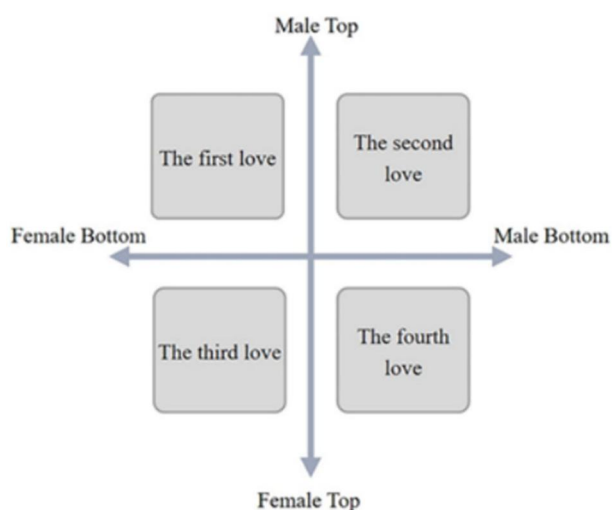 Male Top
The first love
The second
love
Female Bottom
Male Bottom
The third love
The fourth
love
Female Top